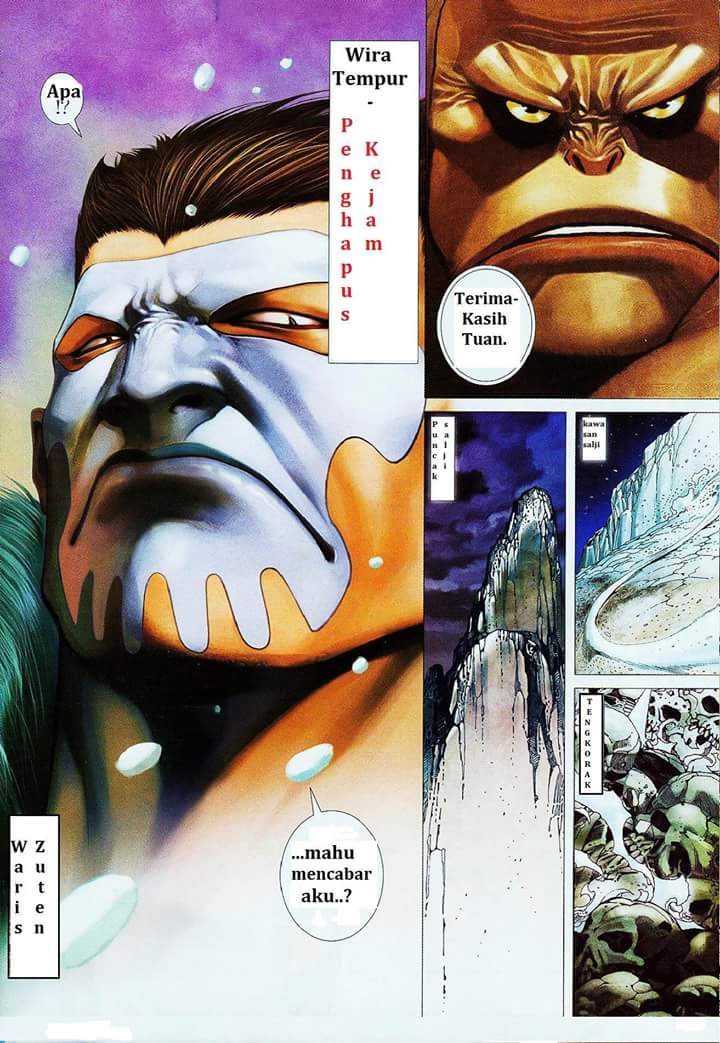 Apa
!?
Wira
Tempur
-
Penghapus
Kejam
Terima-
Kasih
Tuan.
Puncak
salji
kawa
san
salji
TENGKORAK
...mahu
mencabar
aku..?
Waris
Zuten